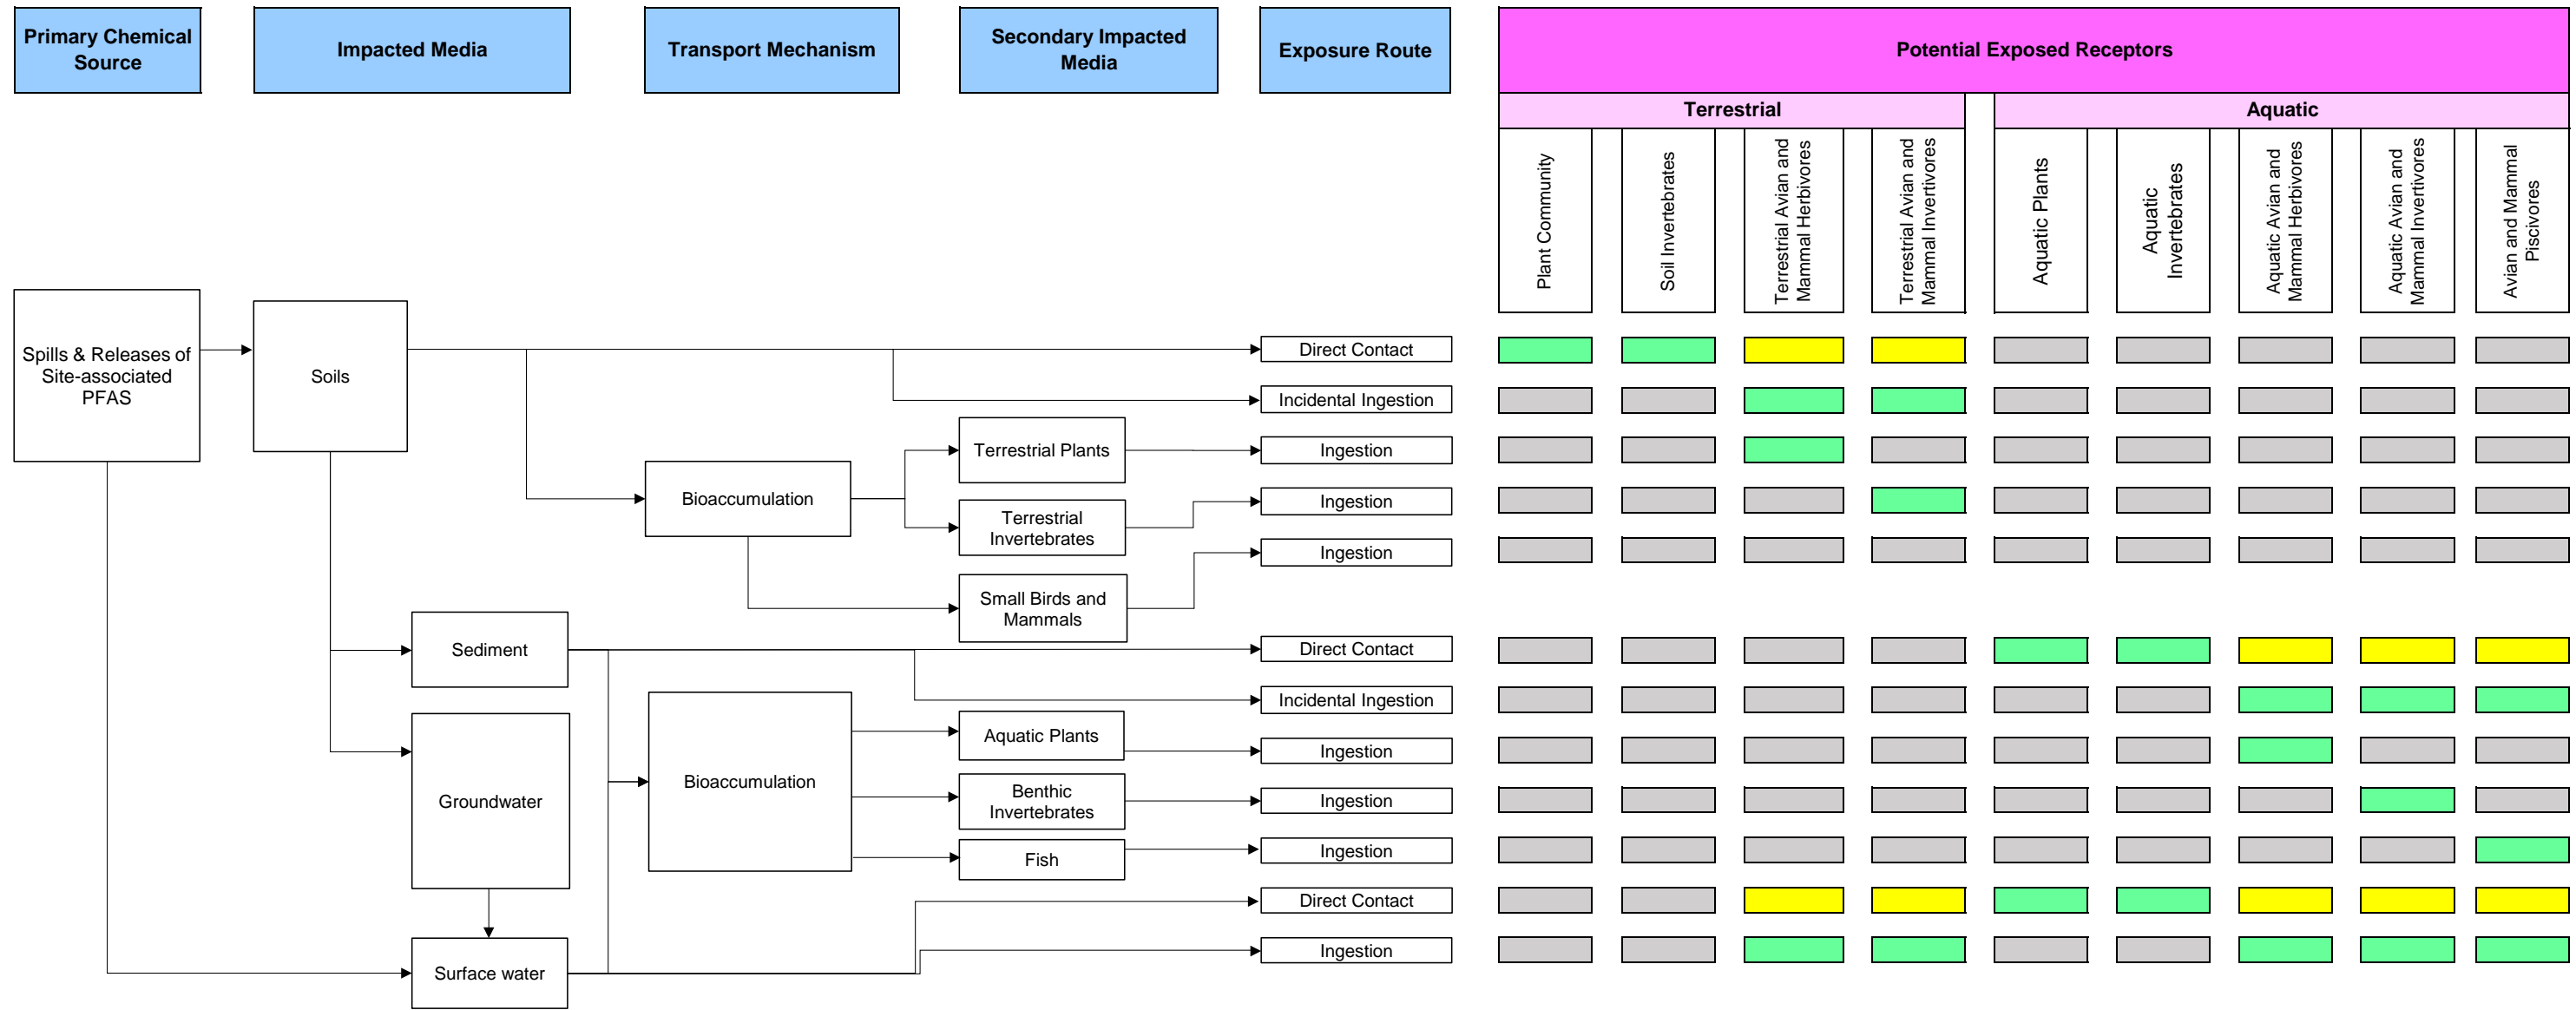 Primary Chemical
Source
Impacted Media
Transport Mechanism
Secondary Impacted
Media
Exposure Route
Potential Exposed Receptors
Terrestrial
Aquatic
Plant Community
Soil Invertebrates
Terrestrial Avian and
Mammal Herbivores
Terrestrial Avian and
Mammal Invertivores
Aquatic Plants
Aquatic
Invertebrates
Aquatic Avian and
Mammal Herbivores
Aquatic Avian and
Mammal Invertivores
Avian and Mammal
Piscivores
Spills & Releases of
Site-associated
PFAS
Soils
Direct Contact
Incidental Ingestion
Terrestrial Plants
Ingestion
Bioaccumulation
Terrestrial
Invertebrates
Ingestion
Ingestion
Small Birds and
Mammals
Sediment
Direct Contact
Incidental Ingestion
Aquatic Plants
Ingestion
Bioaccumulation
Groundwater
Benthic
Invertebrates
Ingestion
Fish
Ingestion
Direct Contact
Surface water
Ingestion